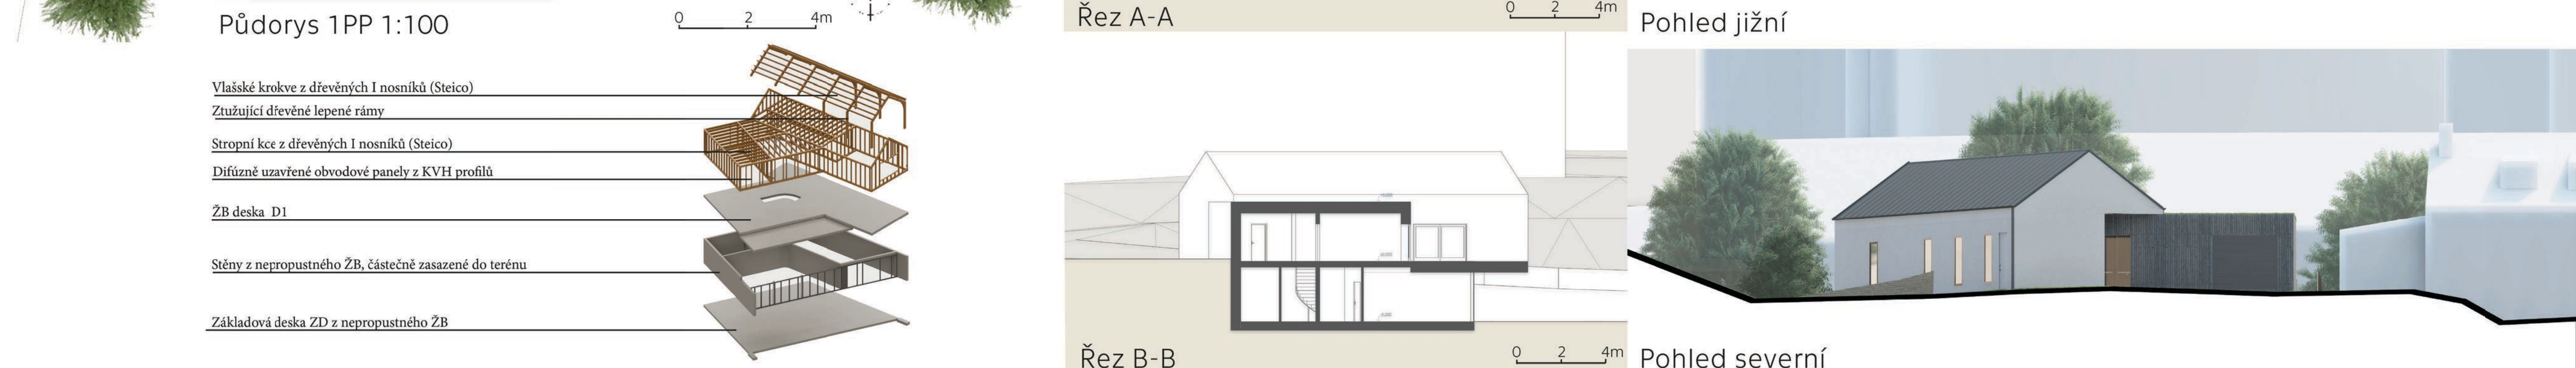 Půdorys 1PP 1:100
0 2 4m
Vlašské krokve z dřevěných I nosníků (Steico)
Ztužující dřevěné lepené rámy
Stropní kce z dřevěných I nosníků (Steico)
Difúzně uzavřené obvodové panely z KVH profilů
ŽB deska D1
Stěny z nepropustného ŽB, částečně zasazené do terénu
Základová deska ZD z nepropustného ŽB
Řez A-A
0 2 4m
Řez B-B
0 2 4m
Pohled jižní
Pohled severní